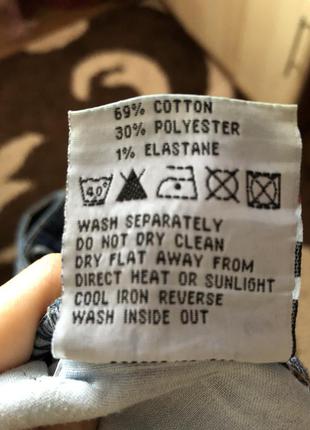 69% COTTON
30% POLYESTER
1% ELASTANE
40°
WASH SEPARATELY
DO NOT DRY CLEAN
DRY FLAT AWAY FROM
DIRECT HEAT OR SUNLIGHT
COOL IRON REVERSE
WASH INSIDE OUT